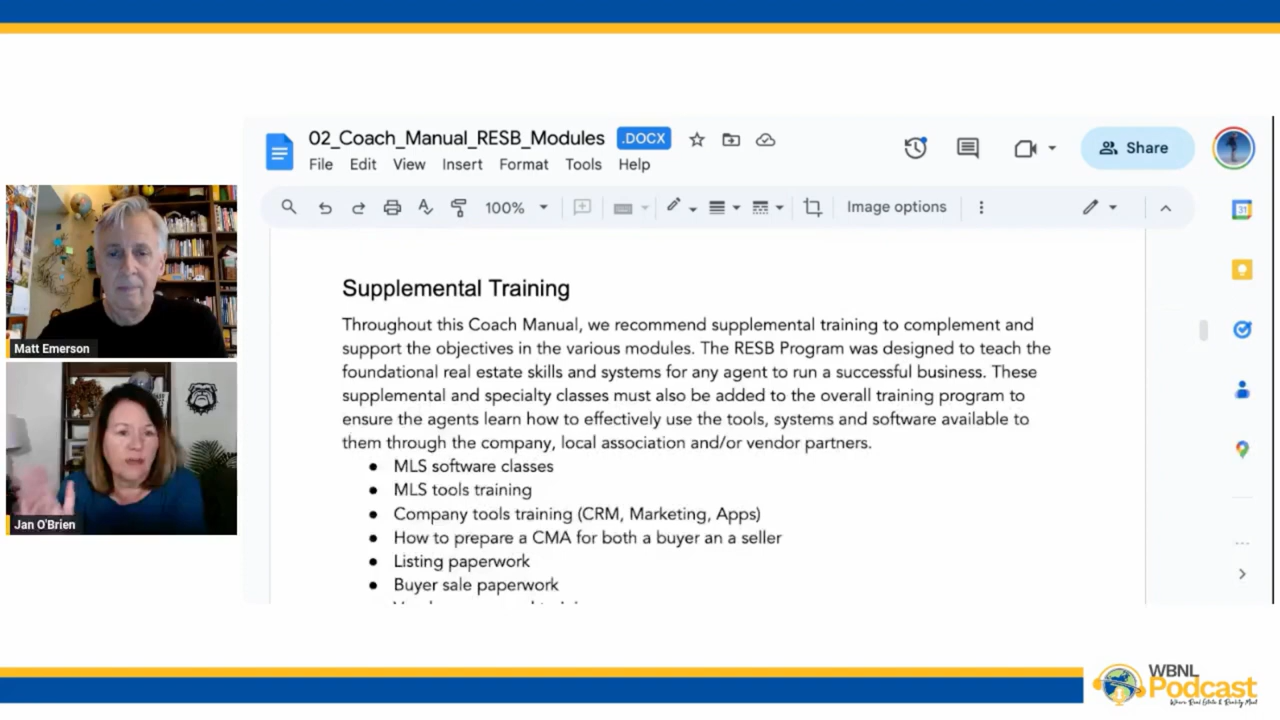 02_Coach_Manual_RESB_Modules .DOCX
File Edit View Insert Format Tools Help
Share
100%
Image options
31
Supplemental Training
Throughout this Coach Manual, we recommend supplemental training to complement and
support the objectives in the various modules. The RESB Program was designed to teach the
foundational real estate skills and systems for any agent to run a successful business. These
supplemental and specialty classes must also be added to the overall training program to
ensure the agents learn how to effectively use the tools, systems and software available to
them through the company, local association and/or vendor partners.
● MLS software classes
● MLS tools training
● Company tools training (CRM, Marketing, Apps)
● How to prepare a CMA for both a buyer an a seller
● Listing paperwork
● Buyer sale paperwork
Matt Emerson
Jan O'Brien
WBNL
Podcast
Where Real Estate & Reality Meet